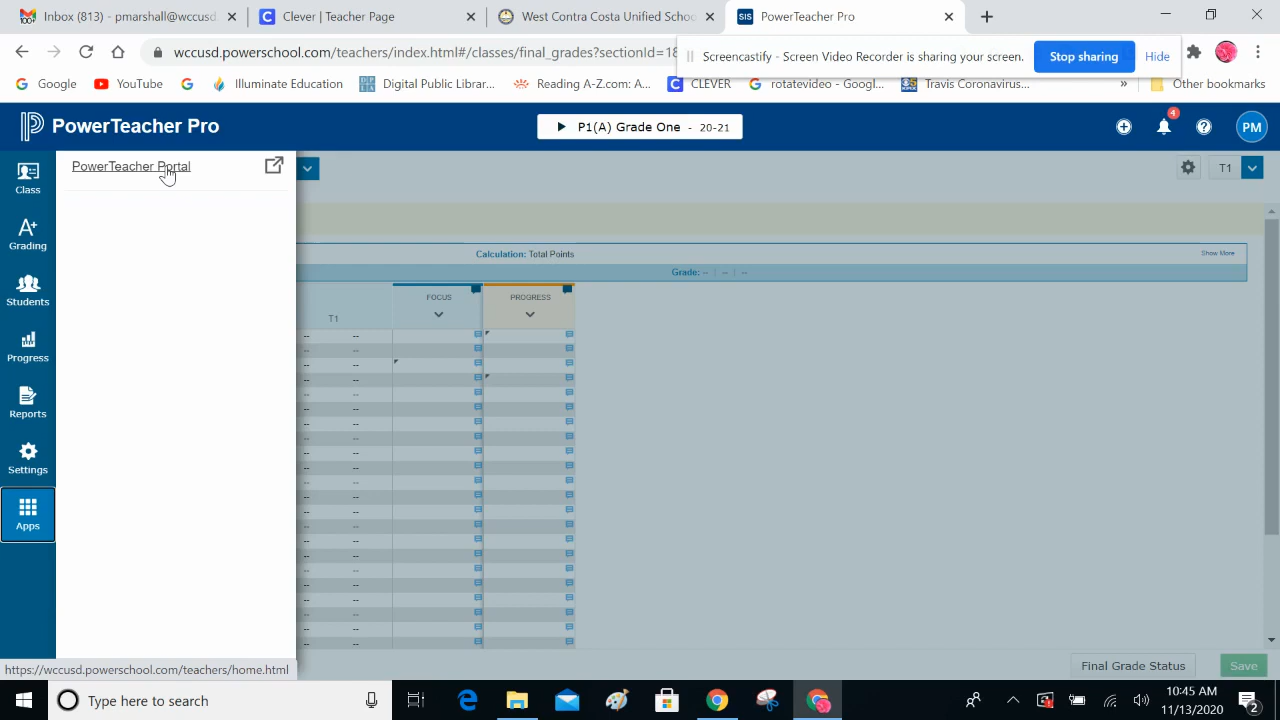 Inbox (813) - pmarshall@wccus
Clever | Teacher Page
West Contra Costa Unified Schoo
SIS PowerTeacher Pro
wccusd.powerschool.com/teachers/index.html#/classes/final_grades?sectionId=18
Screencastify - Screen Video Recorder is sharing your screen.
Stop sharing
Hide
Google
YouTube
Illuminate Education
Digital Public Librar...
Reading A-Z.com: A...
CLEVER
rotatevideo - Googl...
Travis Corcoran...
»
Other bookmarks
PowerTeacher Pro
P1(A) Grade One - 20-21
4
PM
Class
PowerTeacher Portal
T1
Grading
Calculation: Total Points
Show More
Grade: -- | -- | --
Students
FOCUS
PROGRESS
T1
Progress
Reports
Settings
Apps
https://wccusd.powerschool.com/teachers/home.html
Final Grade Status
Save
Type here to search
10:45 AM
11/13/2020
2